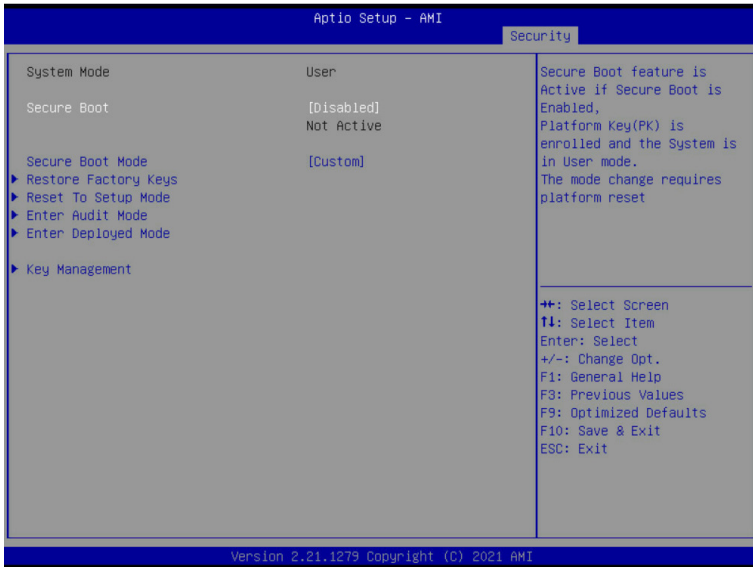 Aptio Setup – AMI
Security
System Mode User
Secure Boot [Disabled]
Not Active
Secure Boot Mode [Custom]
▶ Restore Factory Keys
▶ Reset To Setup Mode
▶ Enter Audit Mode
▶ Enter Deployed Mode
▶ Key Management
Secure Boot feature is
Active if Secure Boot is
Enabled,
Platform Key(PK) is
enrolled and the System is
in User mode.
The mode change requires
platform reset
→←: Select Screen
↑↓: Select Item
Enter: Select
+/-: Change Opt.
F1: General Help
F3: Previous Values
F9: Optimized Defaults
F10: Save & Exit
ESC: Exit
Version 2.21.1279 Copyright (C) 2021 AMI